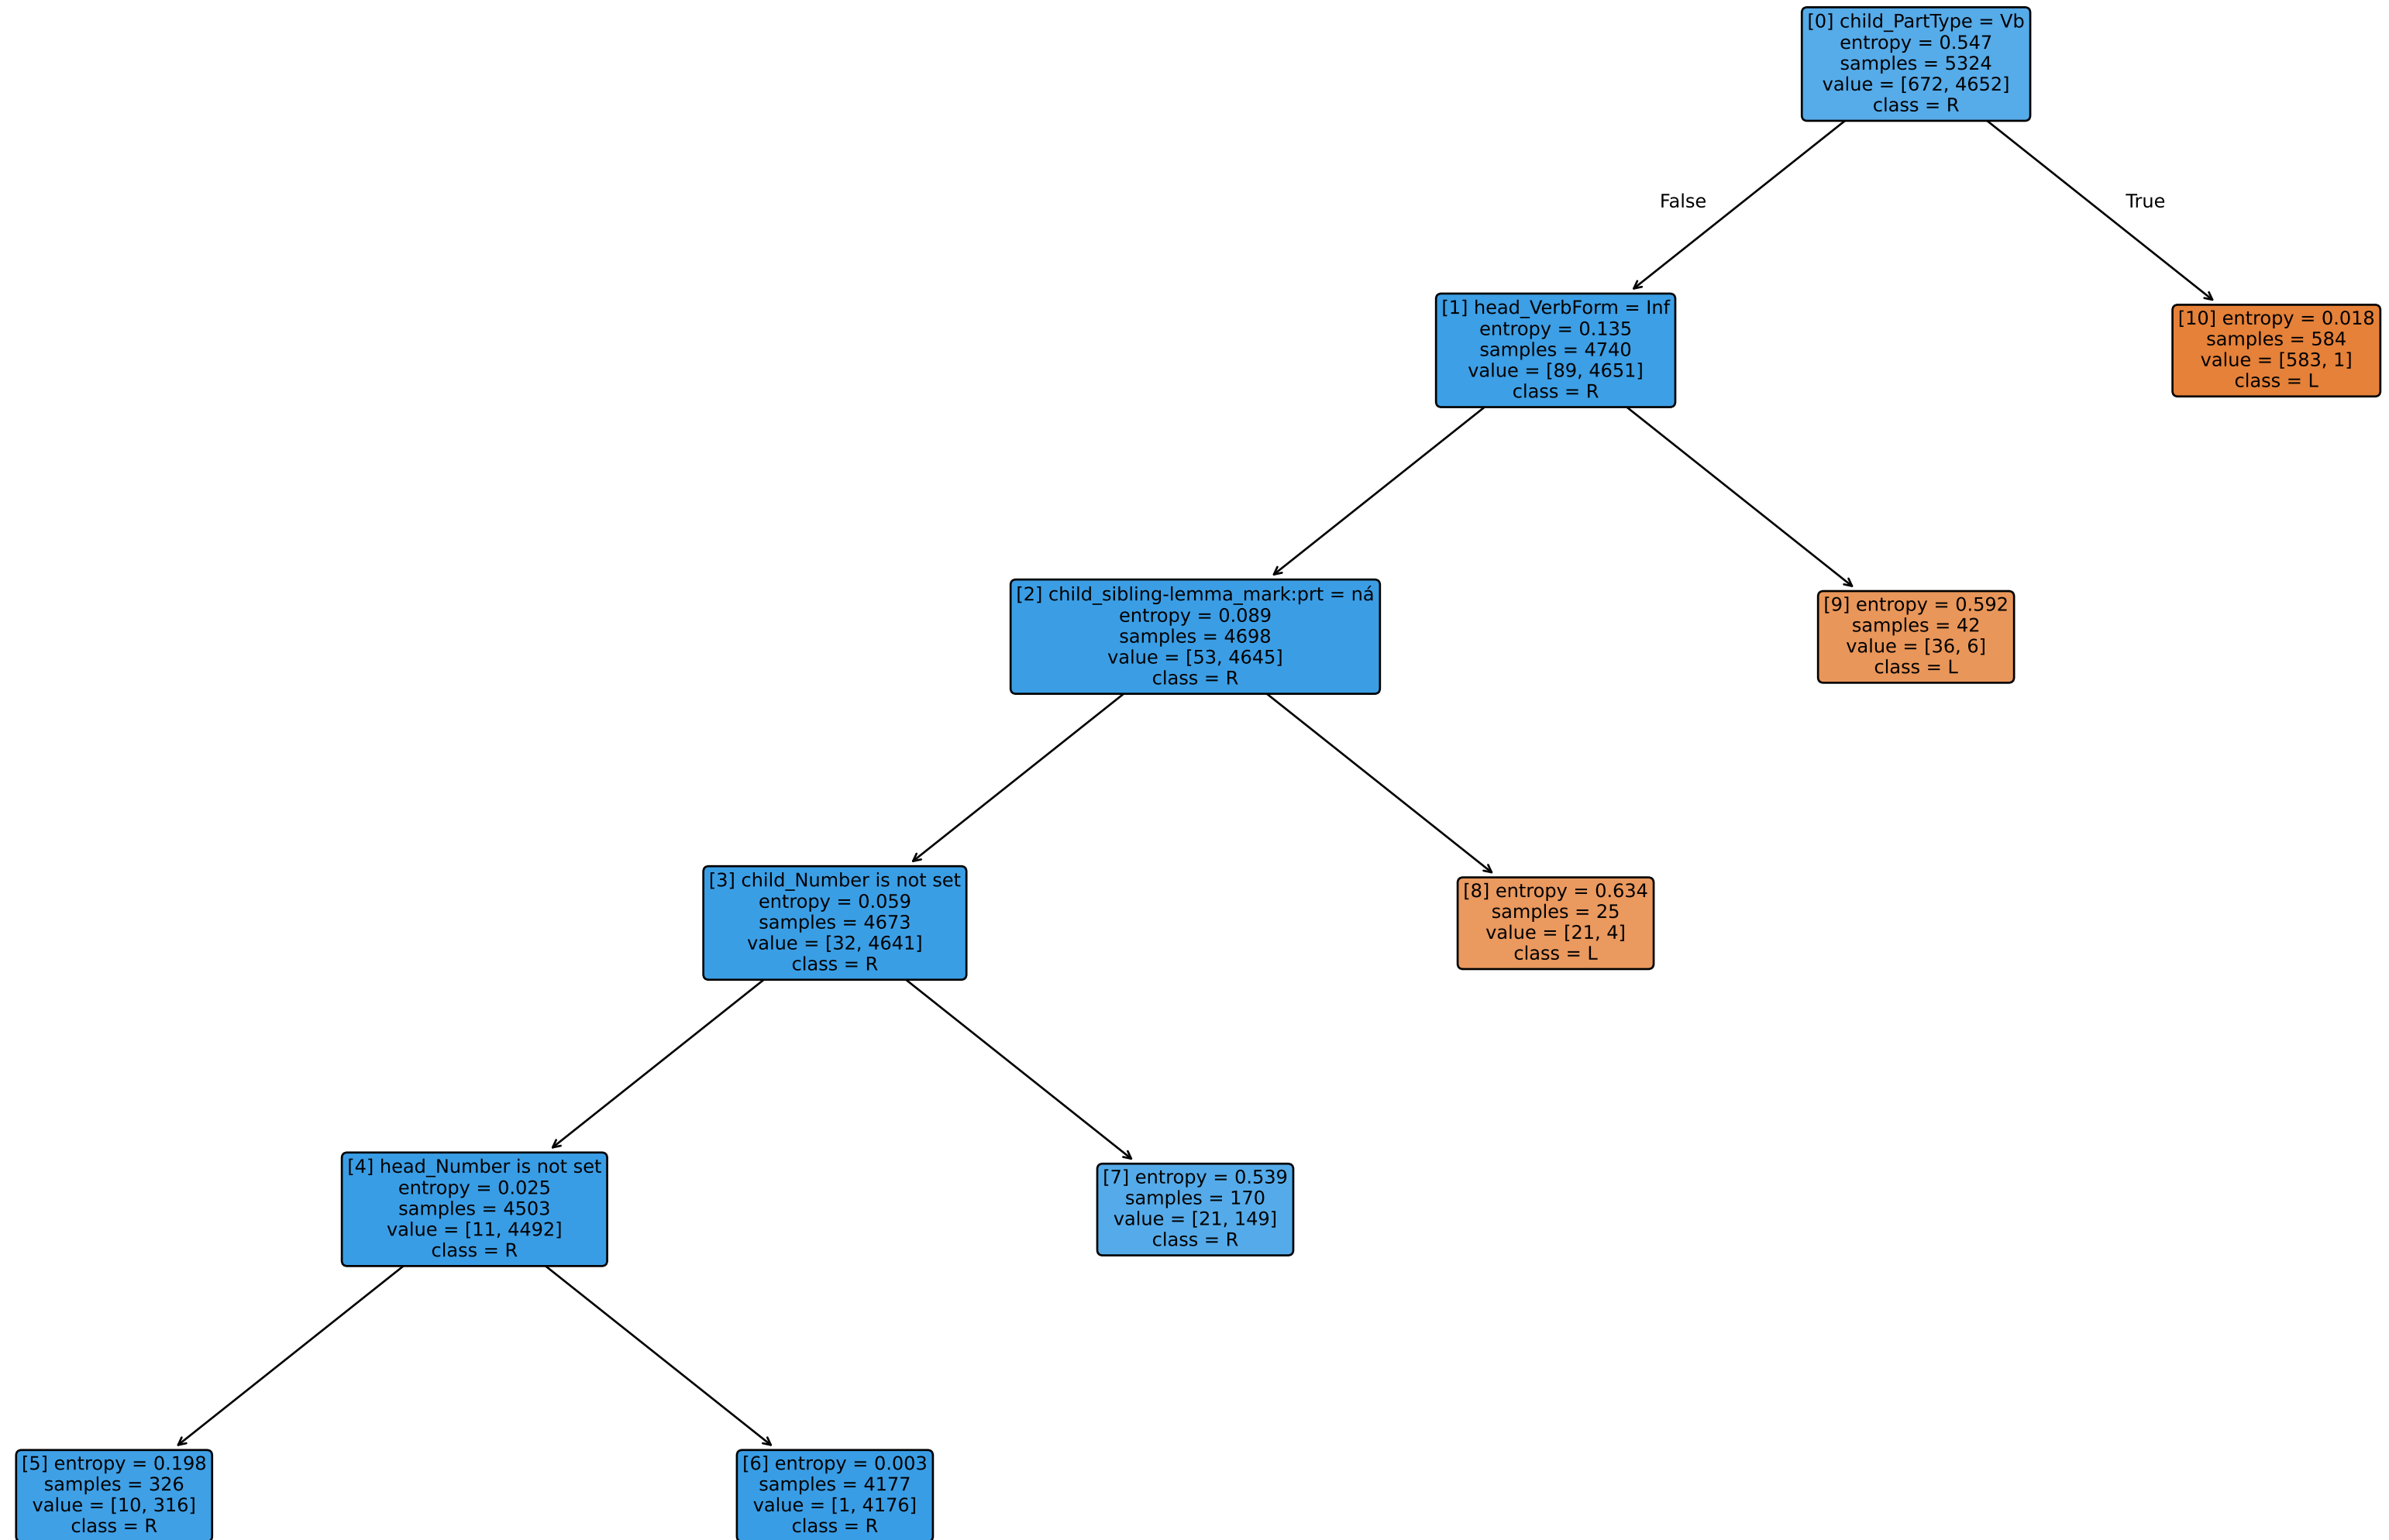 [0] child_PartType = Vb
entropy = 0.547
samples = 5324
value = [672, 4652]
class = R
False
True
[1] head_VerbForm = Inf
entropy = 0.135
samples = 4740
value = [89, 4651]
class = R
[10] entropy = 0.018
samples = 584
value = [583, 1]
class = L
[2] child_sibling-lemma_mark:prt = ná
entropy = 0.089
samples = 4698
value = [53, 4645]
class = R
[9] entropy = 0.592
samples = 42
value = [36, 6]
class = L
[3] child_Number is not set
entropy = 0.059
samples = 4673
value = [32, 4641]
class = R
[8] entropy = 0.634
samples = 25
value = [21, 4]
class = L
[4] head_Number is not set
entropy = 0.025
samples = 4503
value = [11, 4492]
class = R
[7] entropy = 0.539
samples = 170
value = [21, 149]
class = R
[5] entropy = 0.198
samples = 326
value = [10, 316]
class = R
[6] entropy = 0.003
samples = 4177
value = [1, 4176]
class = R